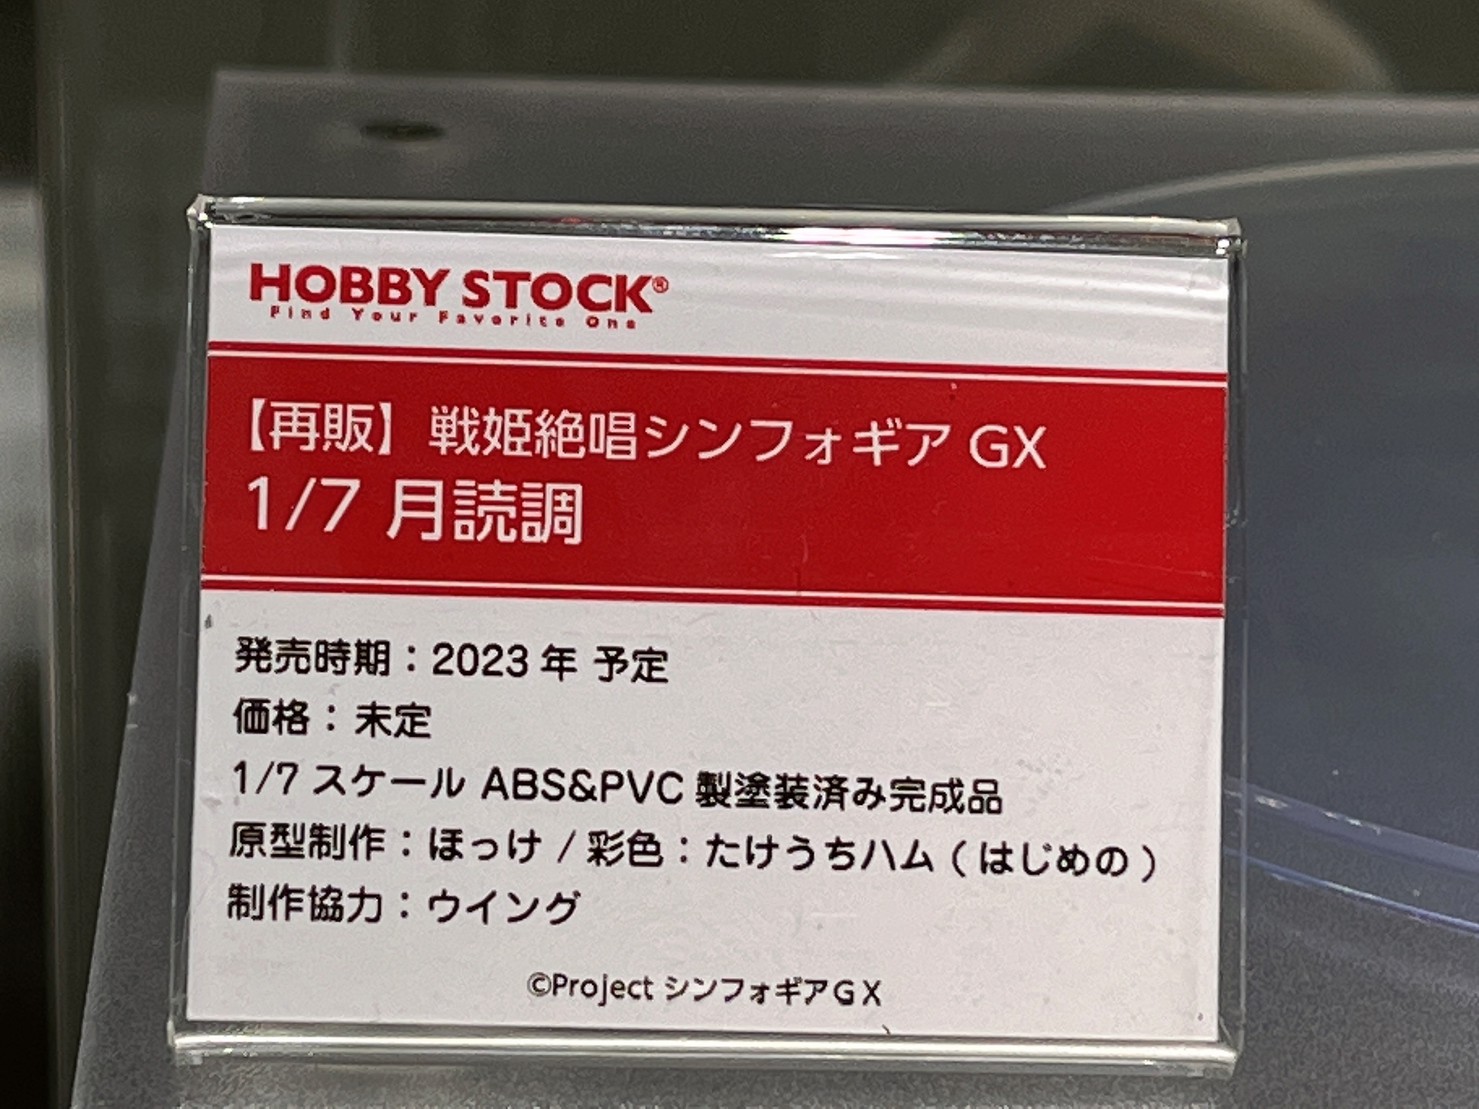 HOBBY STOCK®
Find Your Favorite One
【再販】戦姫絶唱シンフォギア GX
1/7 月読調
発売時期：2023年 予定
価格：未定
1/7 スケール ABS&PVC 製塗装済み完成品
原型制作：ほっけ / 彩色：たけうちハム ( はじめの )
制作協力：ウイング
©Project シンフォギアGX